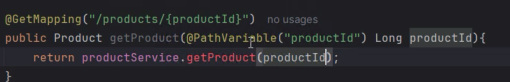 @GetMapping("/products/{productId}") no usages
public Product getProduct(@PathVariable("productId") Long productId){
return productService.getProduct(productId);
}